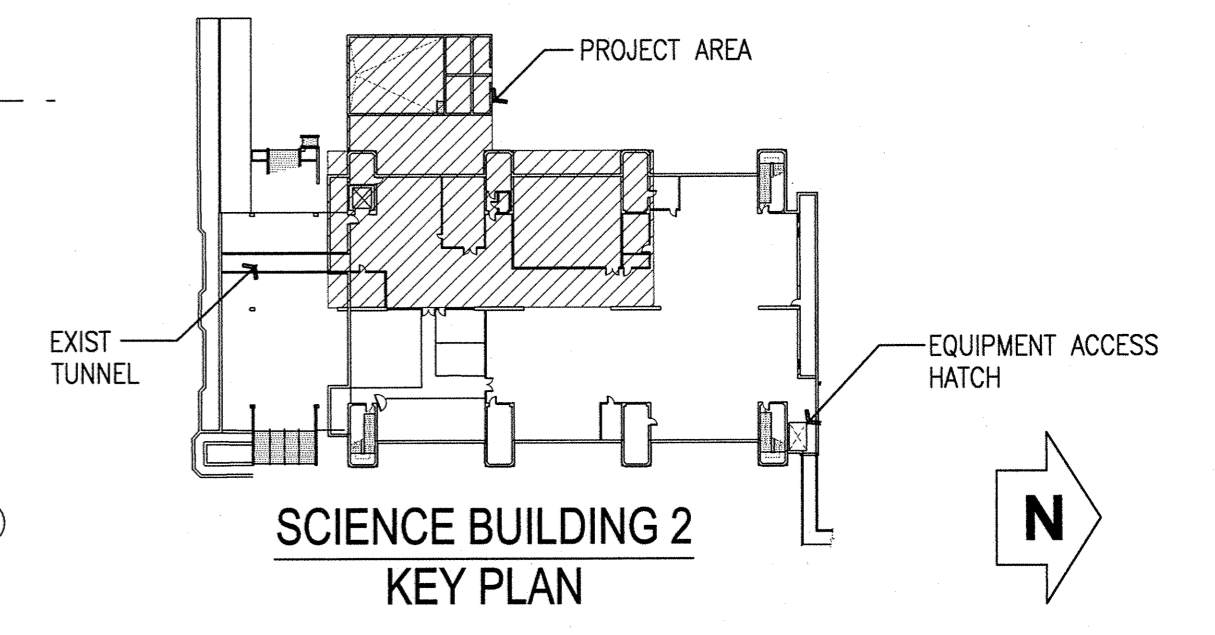 PROJECT AREA
EXIST
TUNNEL
EQUIPMENT ACCESS
HATCH
SCIENCE BUILDING 2
KEY PLAN
N